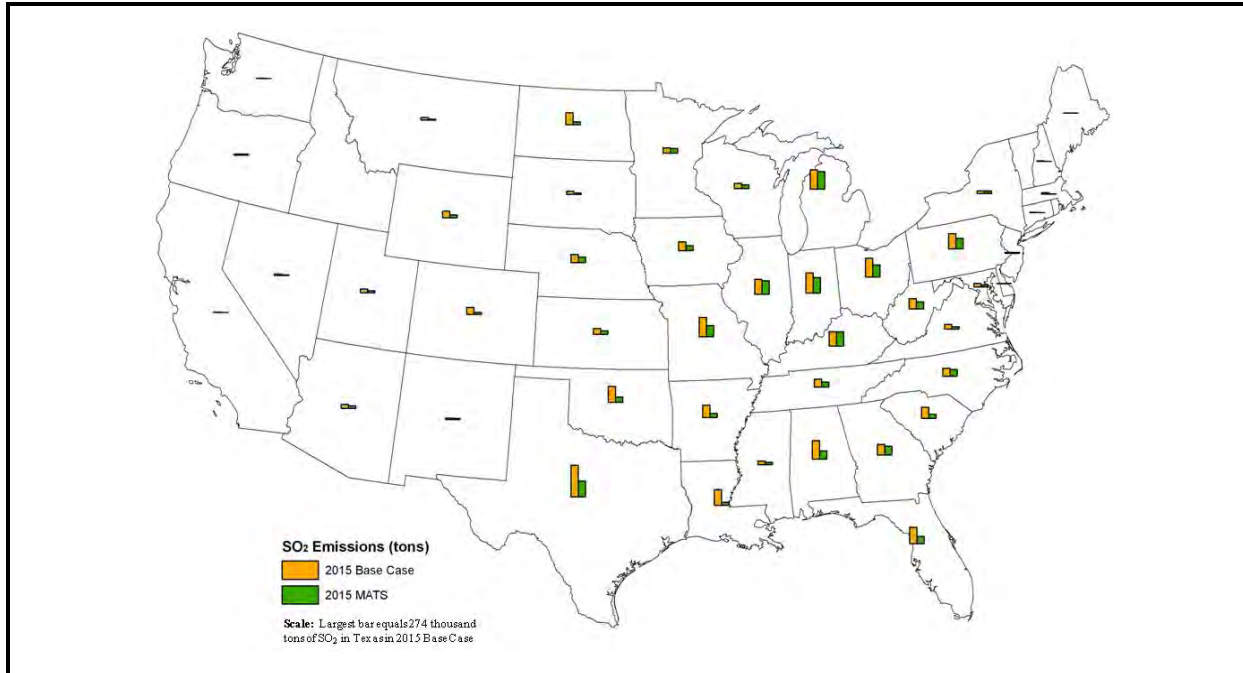 SO₂ Emissions (tons)
2015 Base Case
2015 MATS
Scale: Largest bar equals 274 thousand
tons of SO₂ in Texas in 2015 Base Case